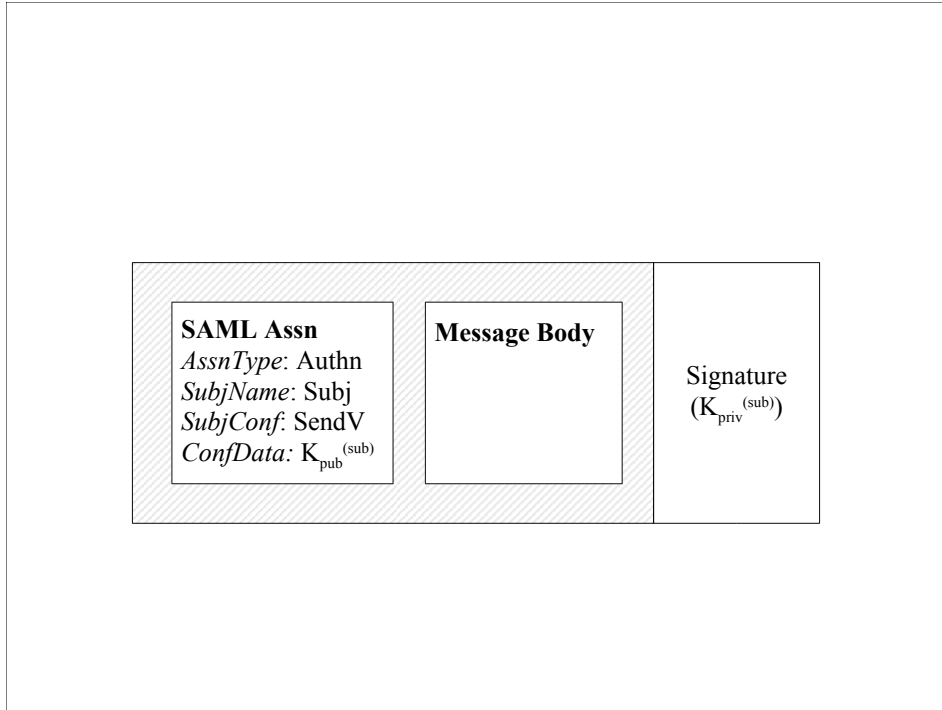 SAML Assn
AssnType: Authn
SubjName: Subj
SubjConf: SendV
ConfData: Kpub(sub)
Message Body
Signature
(Kpriv(sub))